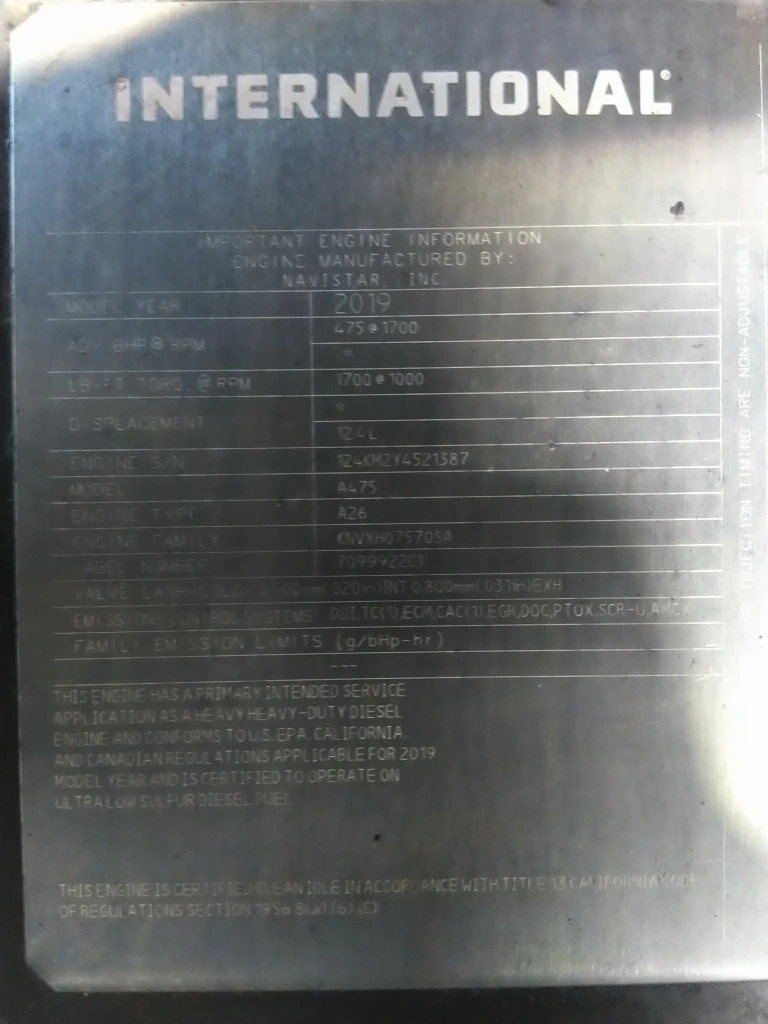 INTERNATIONAL®
IMPORTANT ENGINE INFORMATION
ENGINE MANUFACTURED BY:
NAVISTAR, INC.
MODEL YEAR 2019
ADV. BHP @ RPM 475 @ 1700
*
LB-FT TORQ. @ RPM 1700 @ 1000
*
DISPLACEMENT
12.4L
ENGINE S/N 124KM2Y4521387
MODEL A475
ENGINE TYPE A26
ENGINE FAMILY KNVXH07570SA
LABEL NUMBER 7099922C1
VALVE LASH-COLD (.020in) INT 0.800mm(.031in)EXH
EMISSIONS CONTROL SYSTEMS DDI,TC(1),ECM,CAC(1),EGR,DOC,PTOX,SCR-U,AMOX
FAMILY EMISSION LIMITS (g/bHp-hr)
---
THIS ENGINE HAS A PRIMARY INTENDED SERVICE
APPLICATION AS A HEAVY HEAVY-DUTY DIESEL
ENGINE AND CONFORMS TO U.S. EPA, CALIFORNIA,
AND CANADIAN REGULATIONS APPLICABLE FOR 2019
MODEL YEAR AND IS CERTIFIED TO OPERATE ON
ULTRA LOW SULFUR DIESEL FUEL
THIS ENGINE IS CERTIFIED CLEAN IDLE IN ACCORDANCE WITH TITLE 13 CALIFORNIA CODE
OF REGULATIONS SECTION 1956.8(a)(6)(C)
INJECTION TIMING ARE NON-ADJUSTABLE